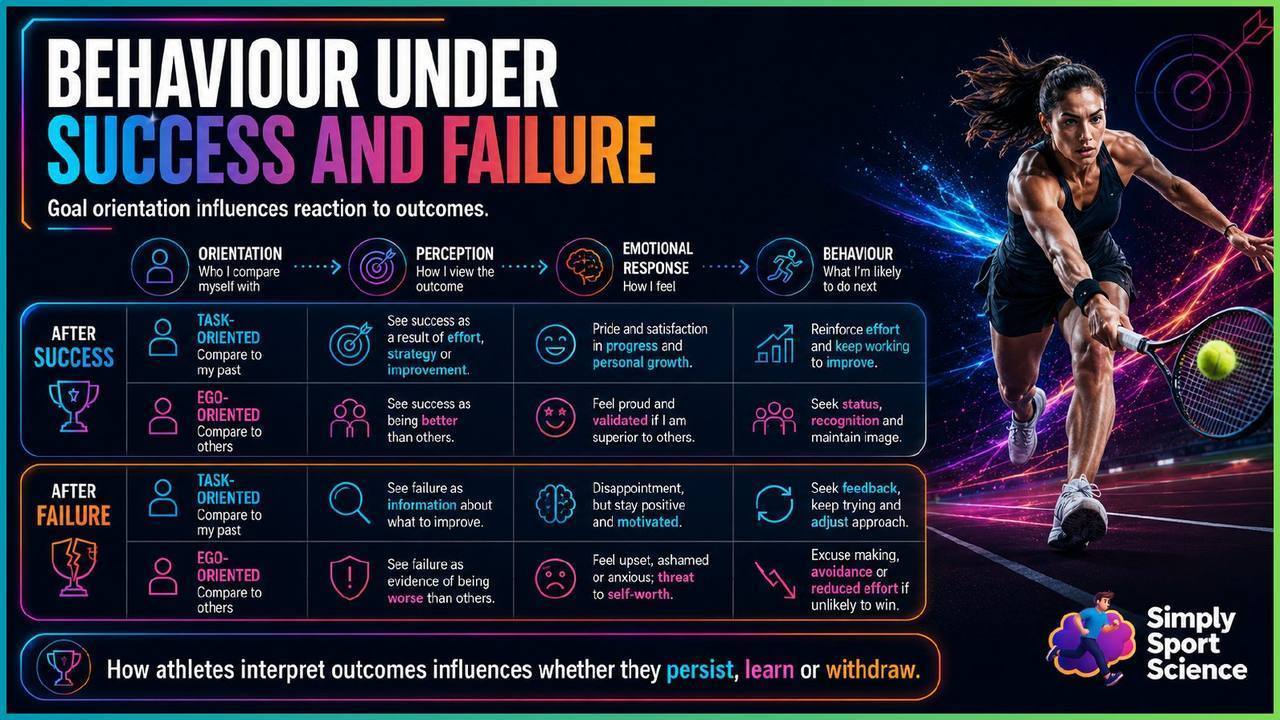 BEHAVIOUR UNDER
SUCCESS AND FAILURE
Goal orientation influences reaction to outcomes.
ORIENTATION
Who I compare
myself with
PERCEPTION
How I view the
outcome
EMOTIONAL
RESPONSE
How I feel
BEHAVIOUR
What I'm likely
to do next
AFTER
SUCCESS
TASK-
ORIENTED
Compare to
my past
See success as
a result of effort,
strategy or
improvement.
Pride and satisfaction
in progress and
personal growth.
Reinforce effort
and keep working
to improve.
EGO-
ORIENTED
Compare to
others
See success as
being better
than others.
Feel proud and
validated if I am
superior to others.
Seek status,
recognition and
maintain image.
AFTER
FAILURE
TASK-
ORIENTED
Compare to
my past
See failure as
information about
what to improve.
Disappointment,
but stay positive
and motivated.
Seek feedback,
keep trying and
adjust approach.
EGO-
ORIENTED
Compare to
others
See failure as
evidence of being
worse than others.
Feel upset, ashamed
or anxious; threat
to self-worth.
Excuse making,
avoidance or
reduced effort if
unlikely to win.
How athletes interpret outcomes influences whether they persist, learn or withdraw.
Simply
Sport
Science